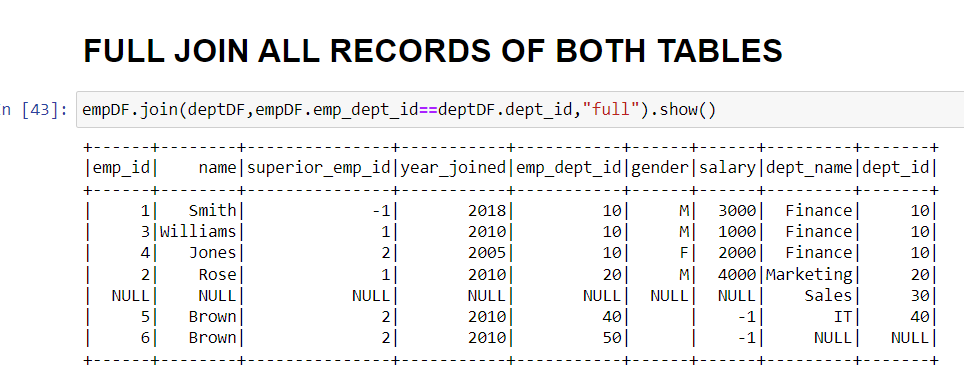 FULL JOIN ALL RECORDS OF BOTH TABLES
n [43]: empDF.join(deptDF,empDF.emp_dept_id==deptDF.dept_id,"full").show()
+------+--------+---------------+-----------+-----------+------+------+---------+-------+
|emp_id|    name|superior_emp_id|year_joined|emp_dept_id|gender|salary|dept_name|dept_id|
+------+--------+---------------+-----------+-----------+------+------+---------+-------+
|     1|   Smith|             -1|       2018|         10|     M|  3000|  Finance|     10|
|     3|Williams|              1|       2010|         10|     M|  1000|  Finance|     10|
|     4|   Jones|              2|       2005|         10|     F|  2000|  Finance|     10|
|     2|    Rose|              1|       2010|         20|     M|  4000|Marketing|     20|
|  NULL|    NULL|           NULL|       NULL|       NULL|  NULL|  NULL|    Sales|     30|
|     5|   Brown|              2|       2010|         40|      |    -1|       IT|     40|
|     6|   Brown|              2|       2010|         50|      |    -1|     NULL|   NULL|
+------+--------+---------------+-----------+-----------+------+------+---------+-------+